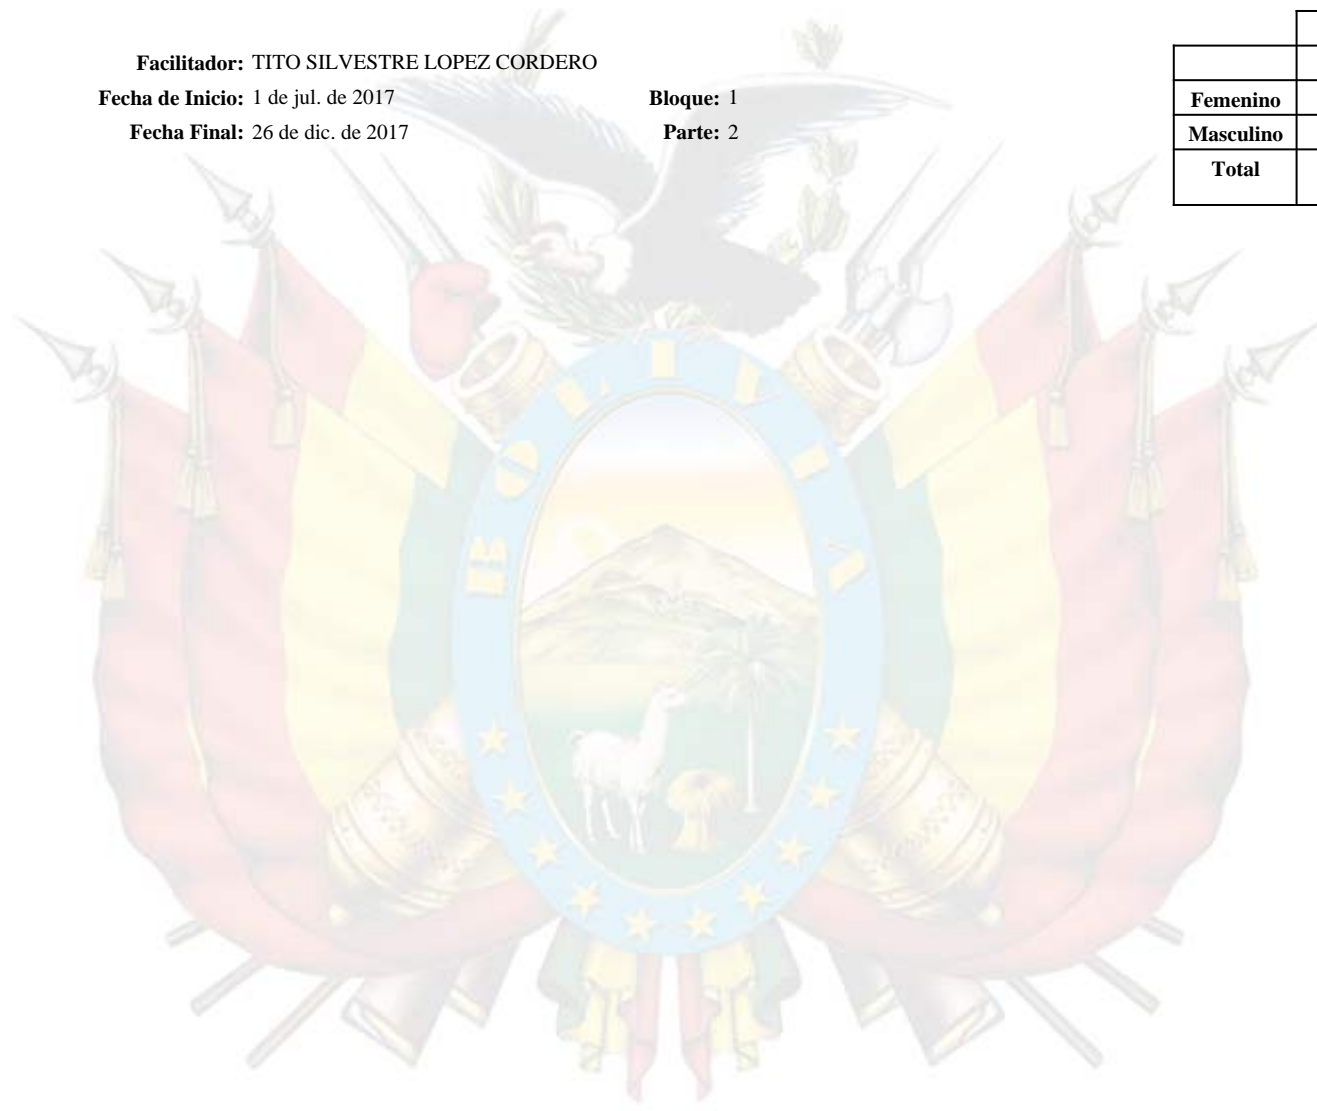 Facilitador: TITO SILVESTRE LOPEZ CORDERO
Fecha de Inicio: 1 de jul. de 2017 Bloque: 1
Fecha Final: 26 de dic. de 2017 Parte: 2
Femenino
Masculino
Total
BOLIVIA